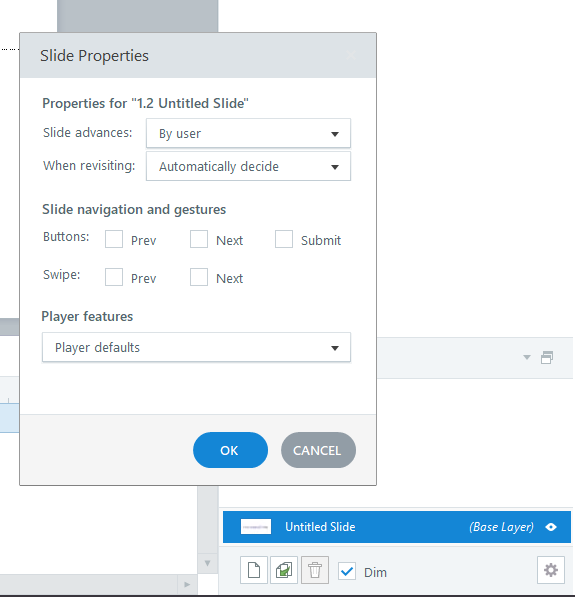 Slide Properties
Properties for "1.2 Untitled Slide"
Slide advances: By user
When revisiting: Automatically decide
Slide navigation and gestures
Buttons: Prev Next Submit
Swipe: Prev Next
Player features
Player defaults
OK CANCEL
Untitled Slide (Base Layer)
Dim